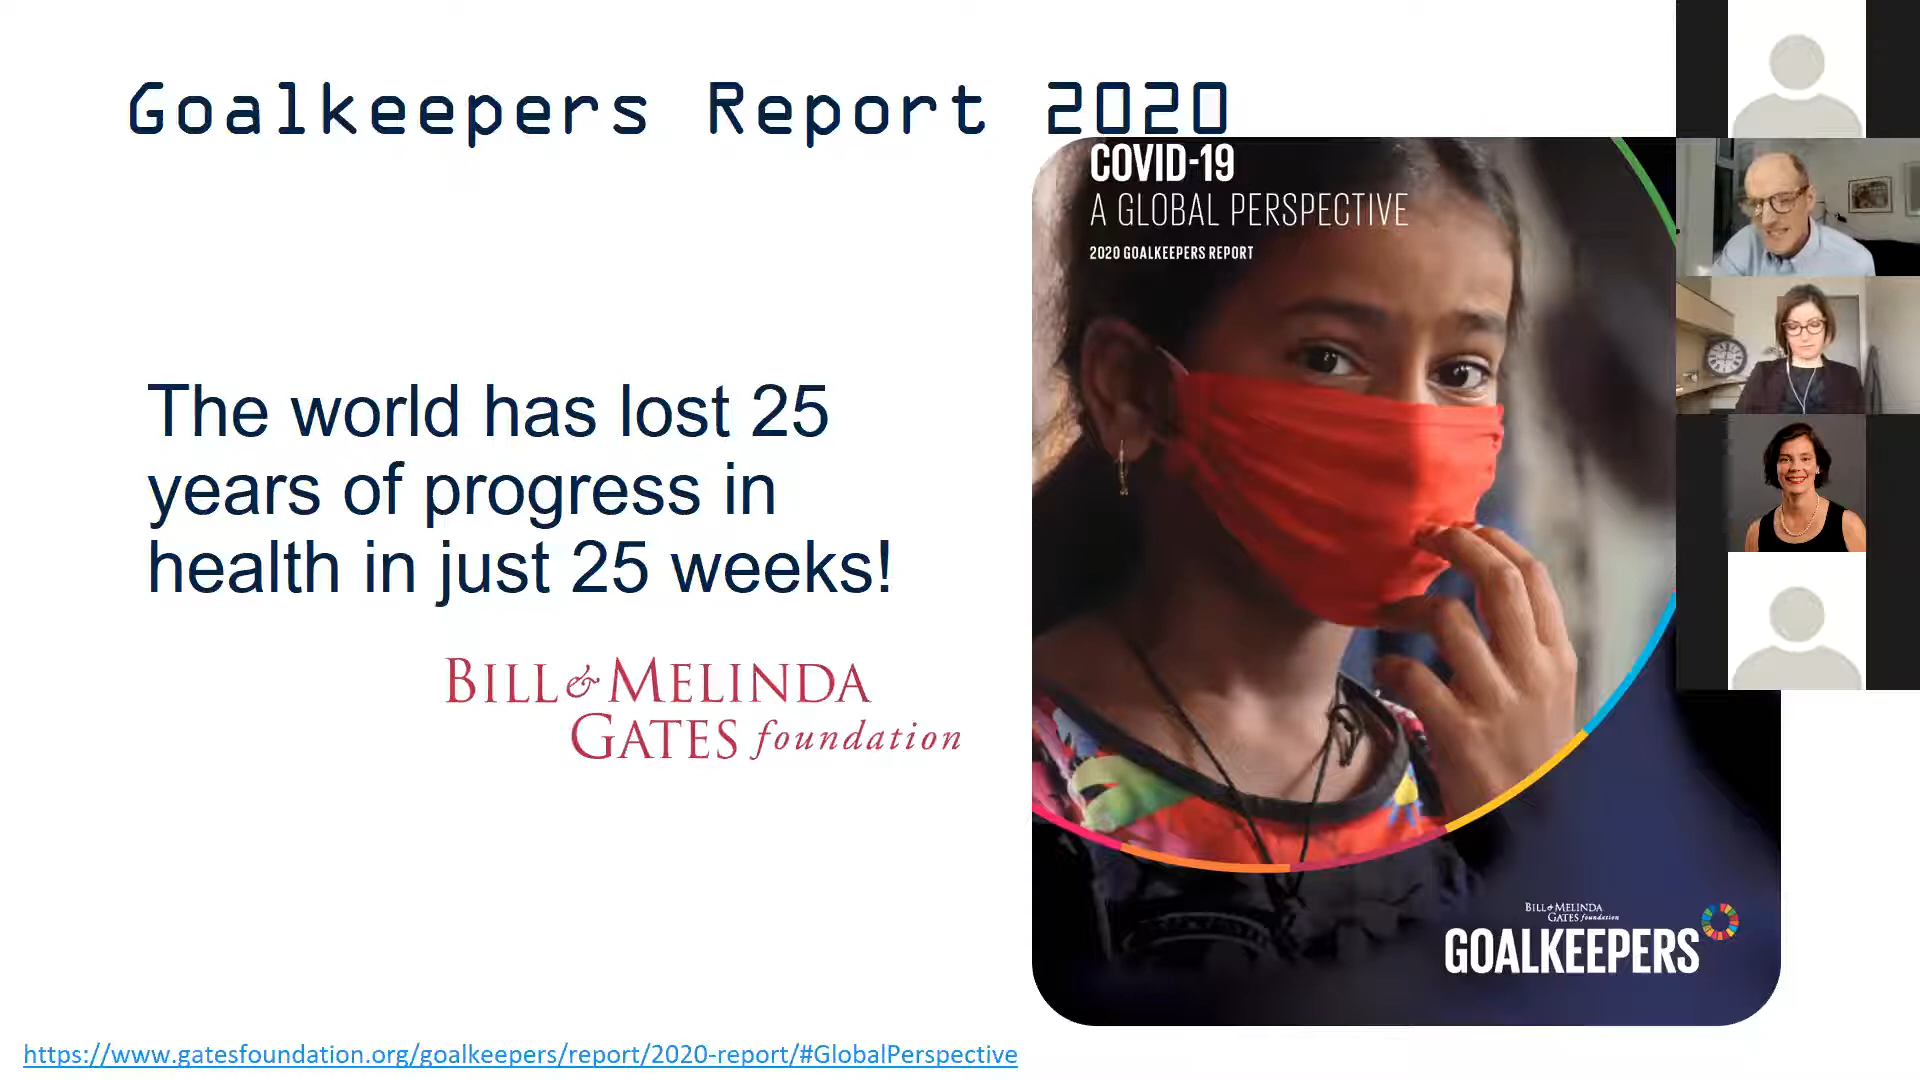 Goalkeepers Report 2020
The world has lost 25
years of progress in
health in just 25 weeks!
BILL & MELINDA
GATES foundation
COVID-19
A GLOBAL PERSPECTIVE
2020 GOALKEEPERS REPORT
BILL & MELINDA
GATES foundation
GOALKEEPERS
https://www.gatesfoundation.org/goalkeepers/report/2020-report/#GlobalPerspective